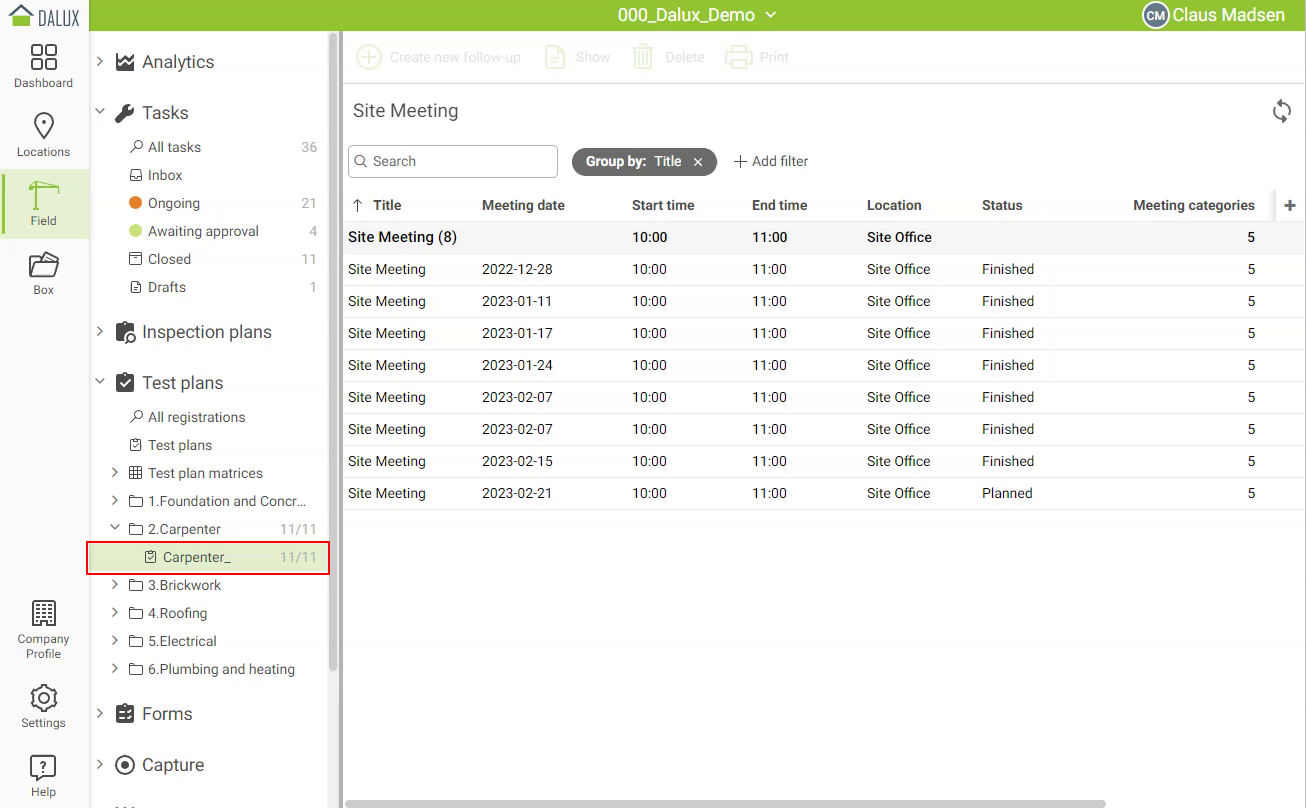 DALUX
000_Dalux_Demo
CM Claus Madsen
Dashboard
Locations
Field
Box
Company
Profile
Settings
Help
Analytics
Tasks
All tasks 36
Inbox
Ongoing 21
Awaiting approval 4
Closed 11
Drafts 1
Inspection plans
Test plans
All registrations
Test plans
Test plan matrices
1.Foundation and Concr...
2.Carpenter 11/11
Carpenter_ 11/11
3.Brickwork
4.Roofing
5.Electrical
6.Plumbing and heating
Forms
Capture
Create new follow-up Show Delete Print
Site Meeting
Search Group by: Title × + Add filter
↑ Title Meeting date Start time End time Location Status Meeting categories +
Site Meeting (8) 10:00 11:00 Site Office 5
Site Meeting 2022-12-28 10:00 11:00 Site Office Finished 5
Site Meeting 2023-01-11 10:00 11:00 Site Office Finished 5
Site Meeting 2023-01-17 10:00 11:00 Site Office Finished 5
Site Meeting 2023-01-24 10:00 11:00 Site Office Finished 5
Site Meeting 2023-02-07 10:00 11:00 Site Office Finished 5
Site Meeting 2023-02-07 10:00 11:00 Site Office Finished 5
Site Meeting 2023-02-15 10:00 11:00 Site Office Finished 5
Site Meeting 2023-02-21 10:00 11:00 Site Office Planned 5